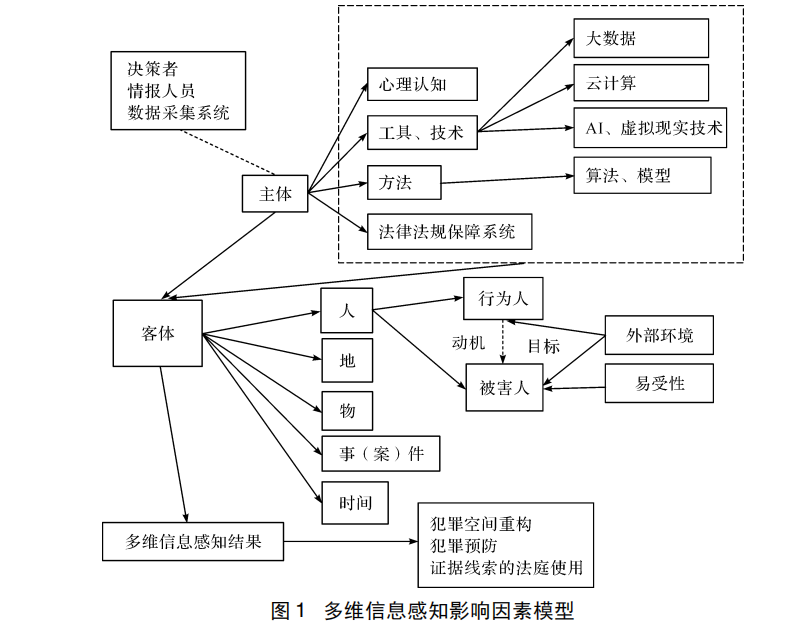 决策者
情报人员
数据采集系统
主体
心理认知
工具、技术
方法
法律法规保障系统
大数据
云计算
AI、虚拟现实技术
算法、模型
客体
人
地
物
事（案）件
时间
行为人
动机
目标
被害人
外部环境
易受性
多维信息感知结果
犯罪空间重构
犯罪预防
证据线索的法庭使用
图 1 多维信息感知影响因素模型